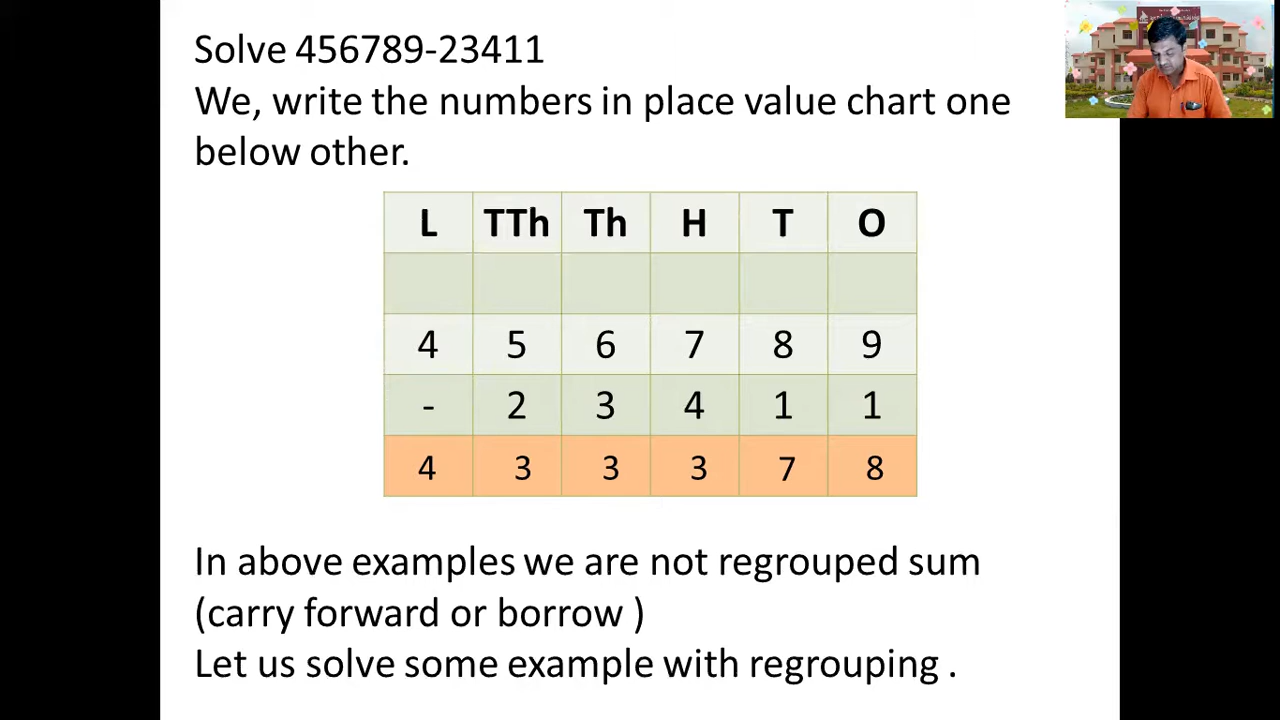 Solve 456789-23411
We, write the numbers in place value chart one
below other.
L TTh Th H T O
4 5 6 7 8 9
- 2 3 4 1 1
4 3 3 3 7 8
In above examples we are not regrouped sum
(carry forward or borrow )
Let us solve some example with regrouping .